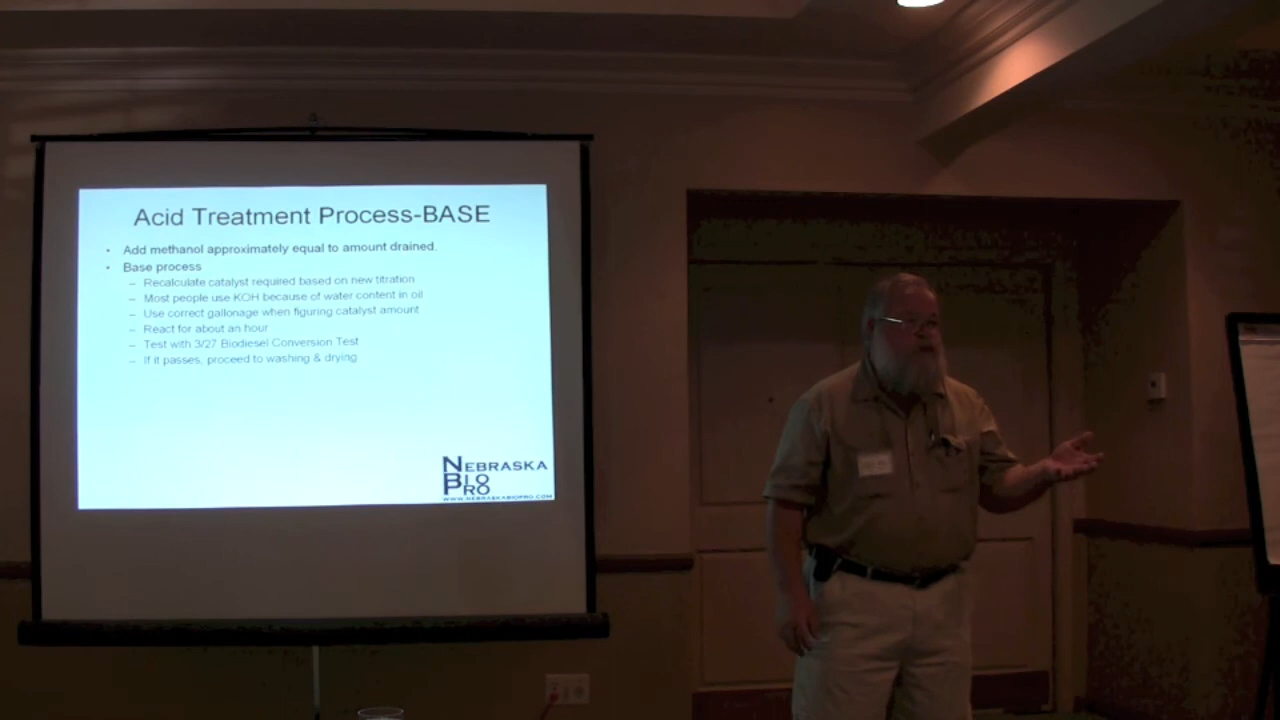 Acid Treatment Process-BASE
• Add methanol approximately equal to amount drained.
• Base process
– Recalculate catalyst required based on new titration
– Most people use KOH because of water content in oil
– Use correct gallonage when figuring catalyst amount
– React for about an hour
– Test with 3/27 Biodiesel Conversion Test
– If it passes, proceed to washing & drying
NEBRASKA
BIO
PRO
WWW.NEBRASKABIOPRO.COM